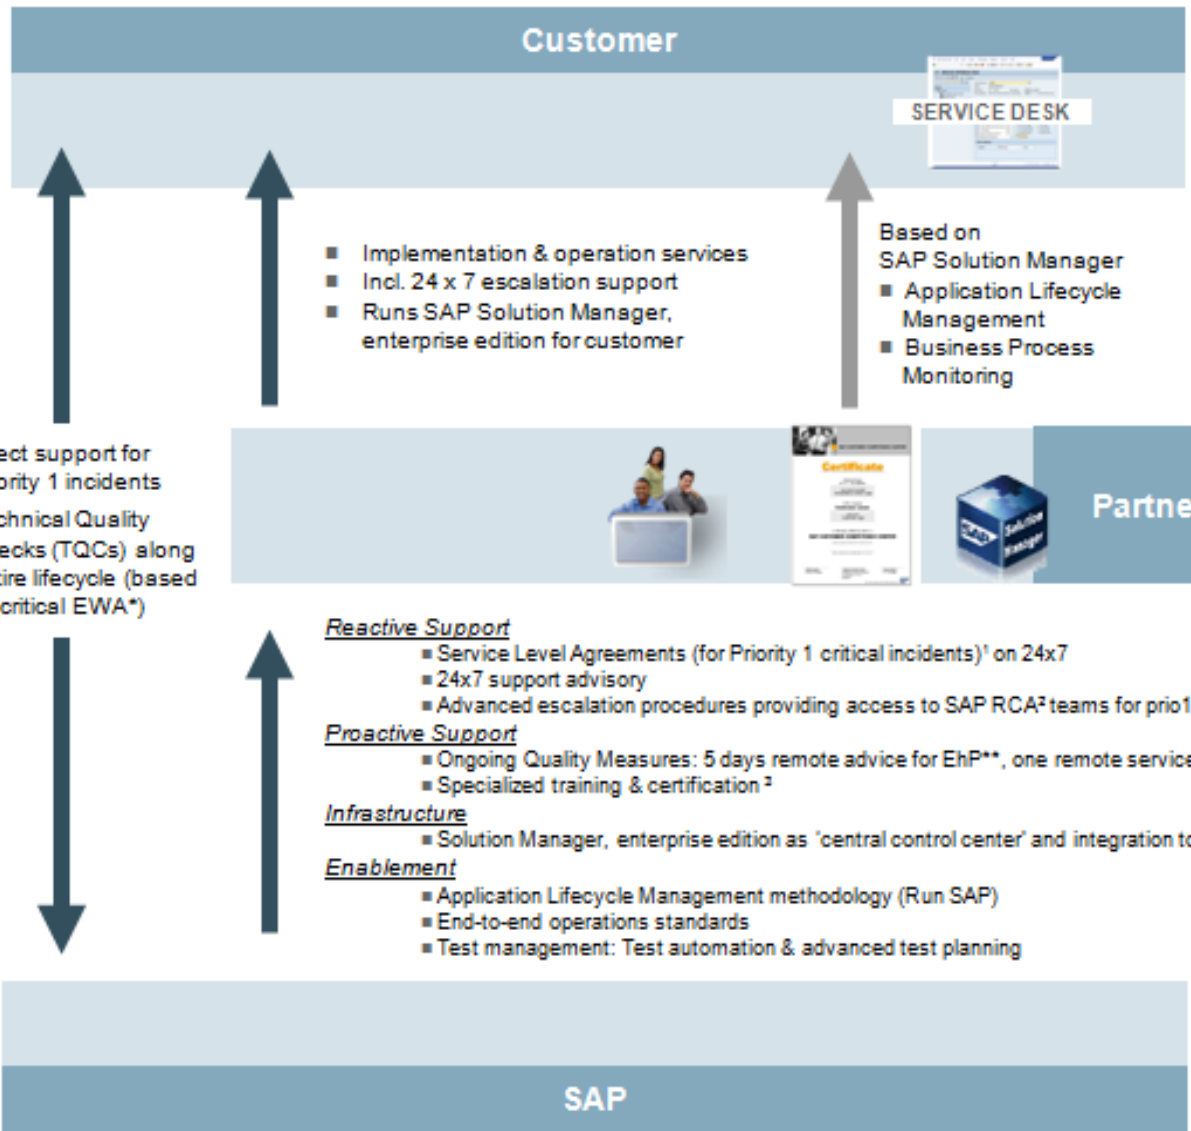 Customer
SERVICE DESK
Implementation & operation services
Incl. 24 x 7 escalation support
Runs SAP Solution Manager,
enterprise edition for customer
Based on
SAP Solution Manager
Application Lifecycle
Management
Business Process
Monitoring
ect support for
ority 1 incidents
chnical Quality
ecks (TQCs) along
tire lifecycle (based
critical EWA*)
Certificate
SAP
Solution
Manager
Partne
Reactive Support
Service Level Agreements (for Priority 1 critical incidents)¹ on 24x7
24x7 support advisory
Advanced escalation procedures providing access to SAP RCA² teams for prio1
Proactive Support
Ongoing Quality Measures: 5 days remote advice for EhP**, one remote service
Specialized training & certification ³
Infrastructure
Solution Manager, enterprise edition as 'central control center' and integration to
Enablement
Application Lifecycle Management methodology (Run SAP)
End-to-end operations standards
Test management: Test automation & advanced test planning
SAP